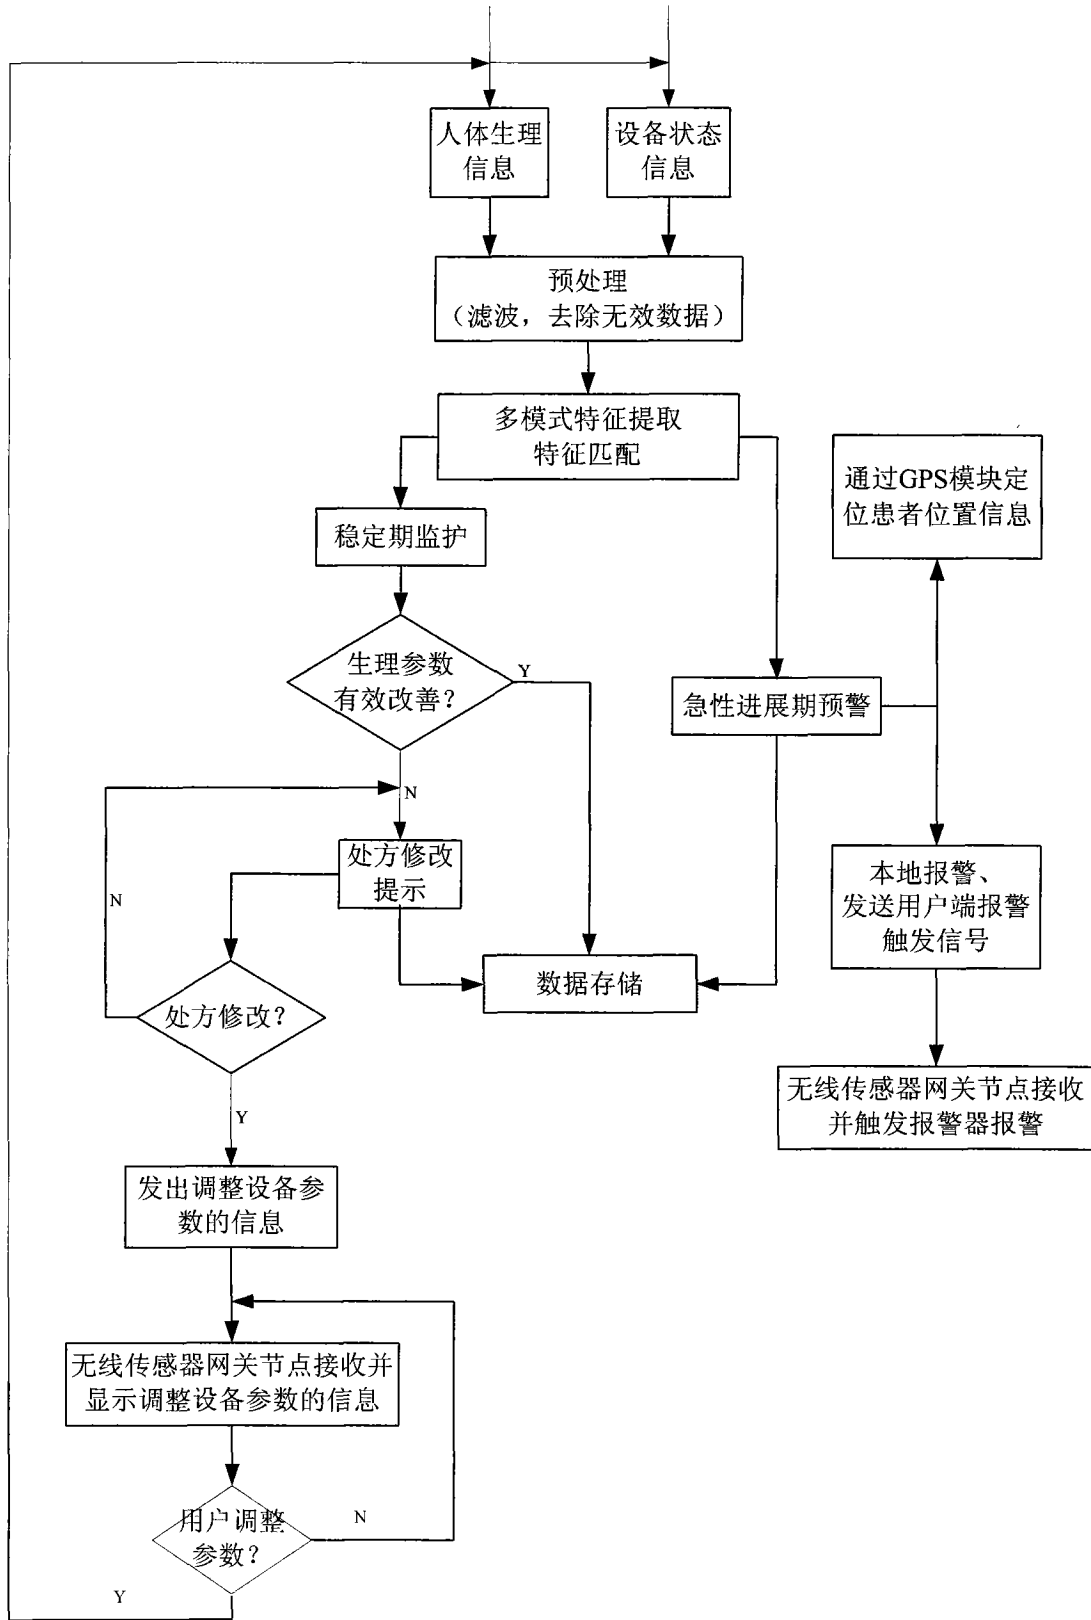 人体生理
信息
设备状态
信息
预处理
（滤波，去除无效数据）
多模式特征提取
特征匹配
通过GPS模块定
位患者位置信息
稳定期监护
生理参数
有效改善？
Y
急性进展期预警
N
处方修改
提示
N
本地报警、
发送用户端报警
触发信号
数据存储
处方修改？
无线传感器网关节点接收
并触发报警器报警
Y
发出调整设备参
数的信息
无线传感器网关节点接收并
显示调整设备参数的信息
用户调整
参数？
N
Y